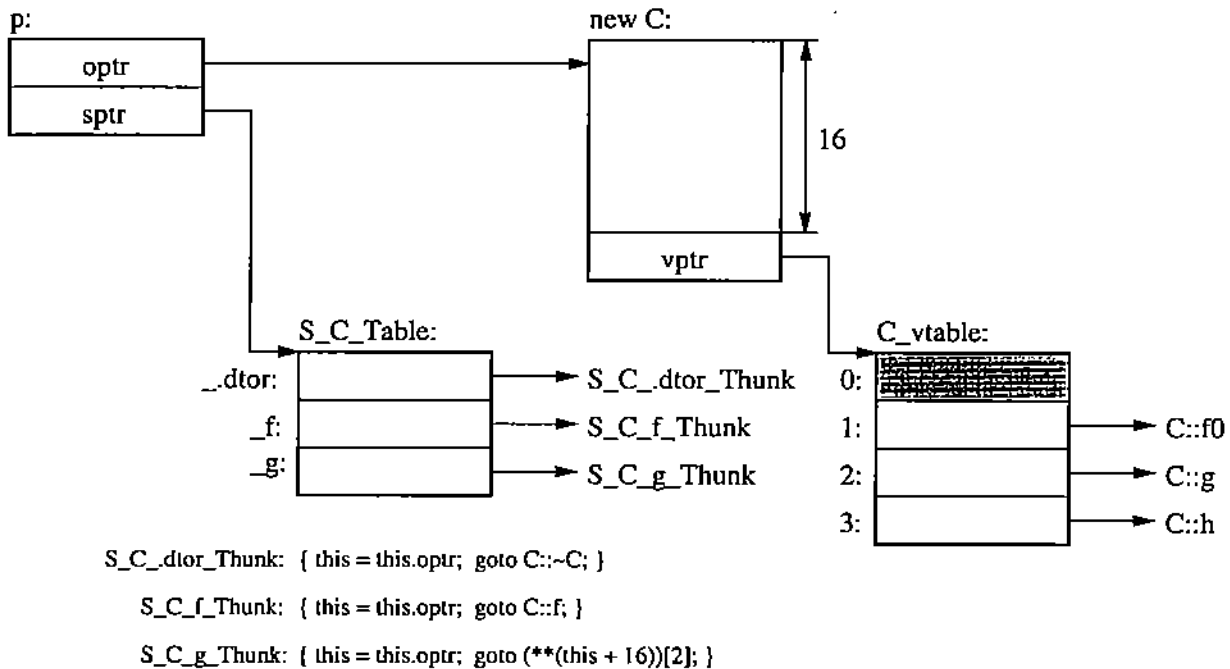 p:
new C:
optr
sptr
16
vptr
S_C_Table:
C_vtable:
_.dtor:
S_C_.dtor_Thunk
0:
_f:
S_C_f_Thunk
1:
C::f0
_g:
S_C_g_Thunk
2:
C::g
3:
C::h
S_C_.dtor_Thunk: { this = this.optr; goto C::~C; }
S_C_f_Thunk: { this = this.optr; goto C::f; }
S_C_g_Thunk: { this = this.optr; goto (**(this + 16))[2]; }